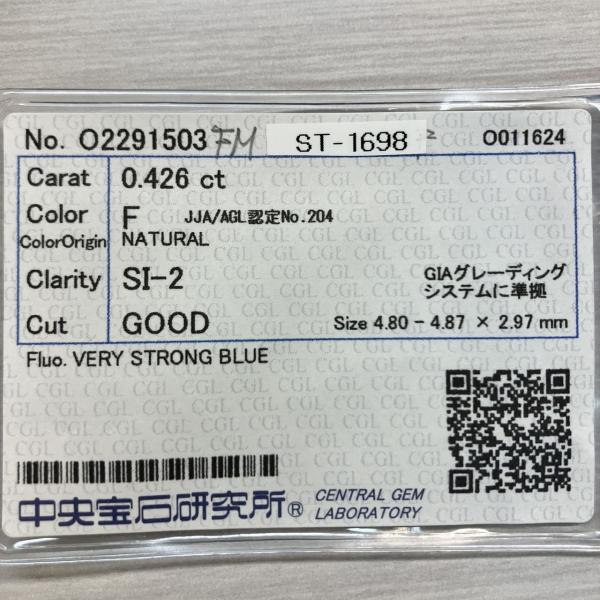 No. O2291503 FM ST-1698 O011624
Carat 0.426 ct
Color F JJA/AGL認定No.204
ColorOrigin NATURAL
Clarity SI-2 GIAグレーディング
システムに準拠
Cut GOOD Size 4.80 - 4.87 × 2.97 mm
Fluo. VERY STRONG BLUE
中央宝石研究所® CENTRAL GEM
LABORATORY